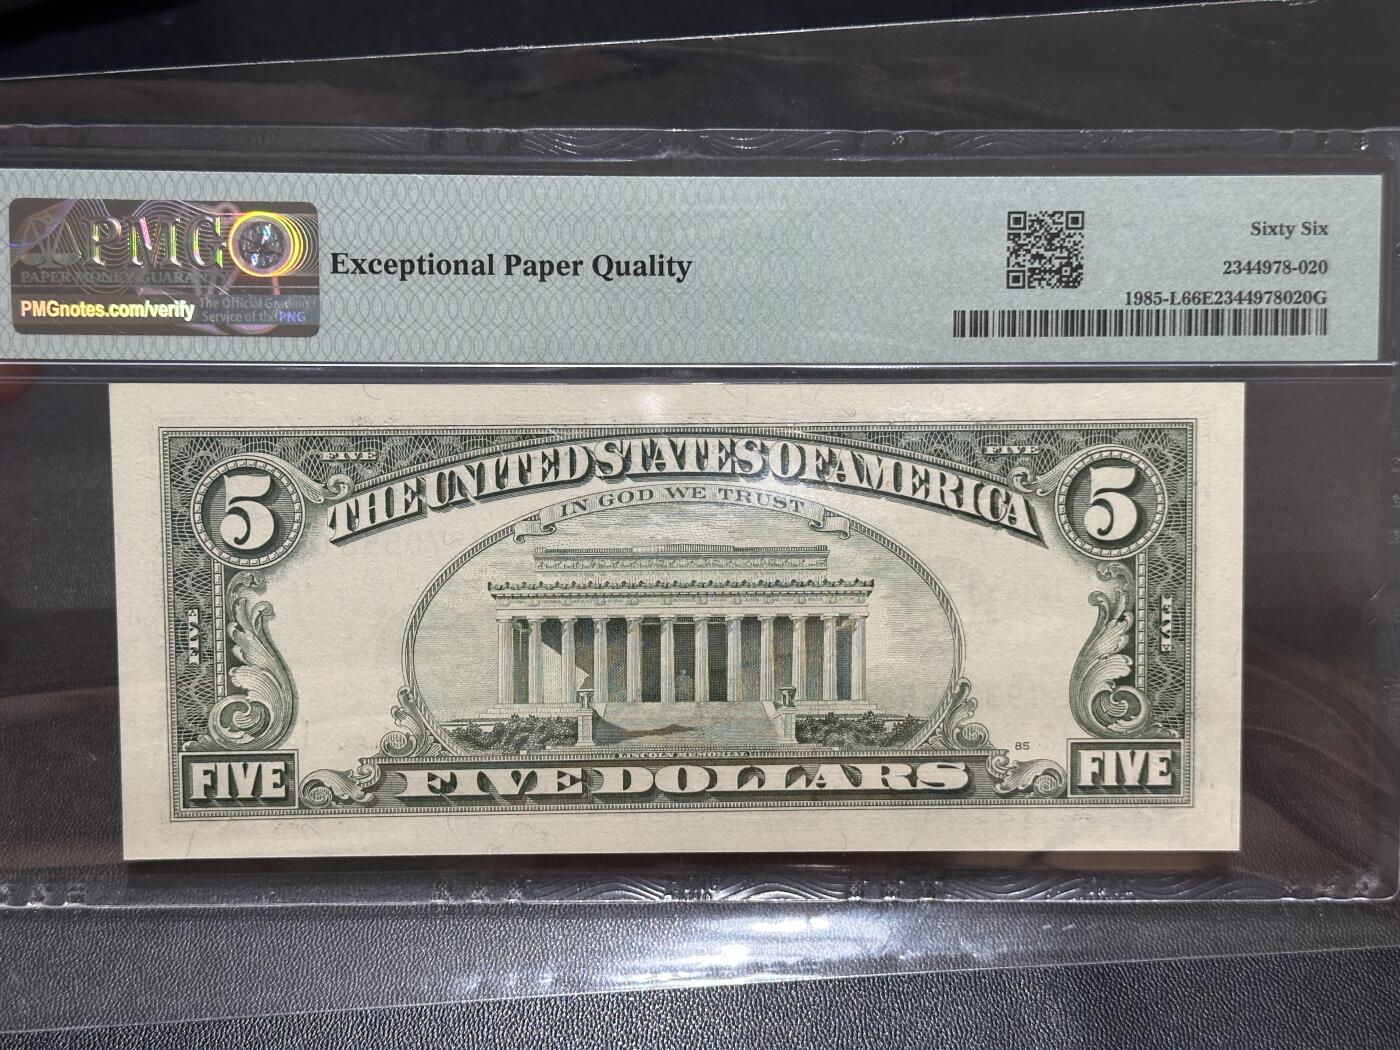 PMG
PAPER MONEY GUARANTY
PMGnotes.com/verify
The Official Grading
Service of the PNG
Exceptional Paper Quality
Sixty Six
2344978-020
1985-L66E2344978020G
FIVE
FIVE
5
THE UNITED STATES OF AMERICA
5
IN GOD WE TRUST
FIVE
FIVE
LINCOLN MEMORIAL
85
FIVE
FIVE DOLLARS
FIVE